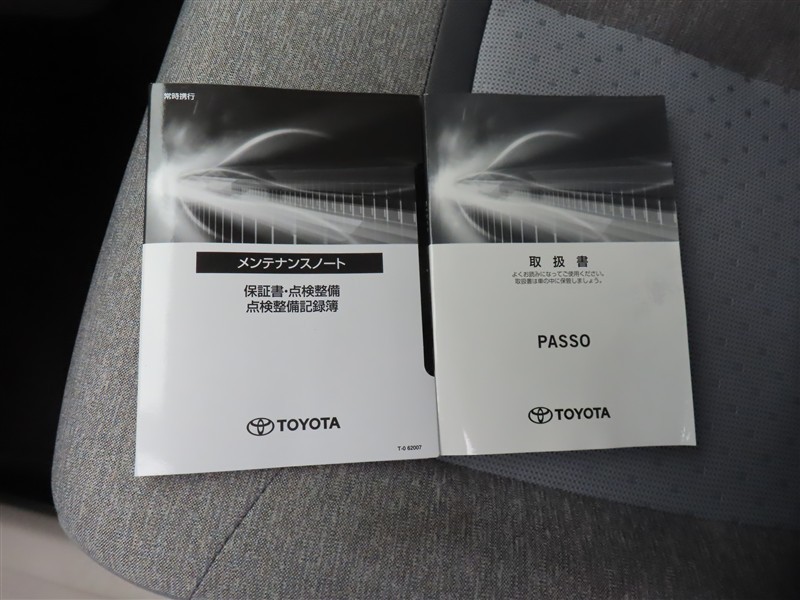 常時携行
メンテナンスノート
保証書・点検整備
点検整備記録簿
TOYOTA
T-0 62007
取扱書
よくお読みになってご使用ください。
取扱書は車の中に保管しましょう。
PASSO
TOYOTA